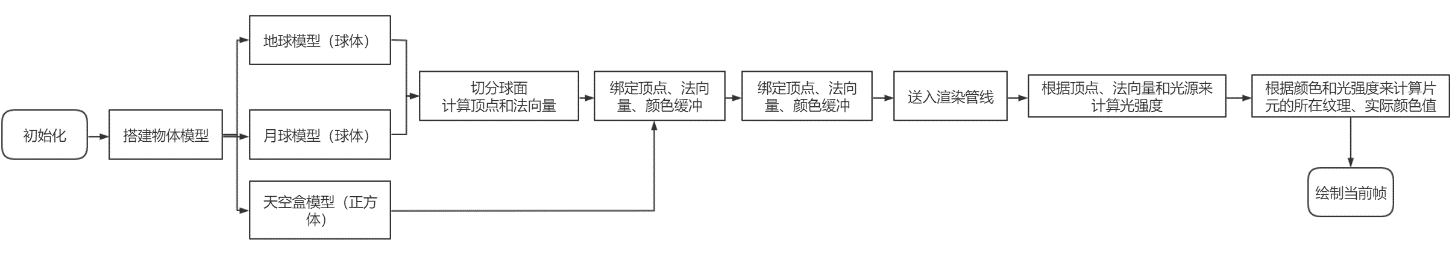 初始化
搭建物体模型
地球模型（球体）
月球模型（球体）
天空盒模型（正方
体）
切分球面
计算顶点和法向量
绑定顶点、法向
量、颜色缓冲
绑定顶点、法向
量、颜色缓冲
送入渲染管线
根据顶点、法向量和光源来
计算光强度
根据颜色和光强度来计算片
元的所在纹理、实际颜色值
绘制当前帧